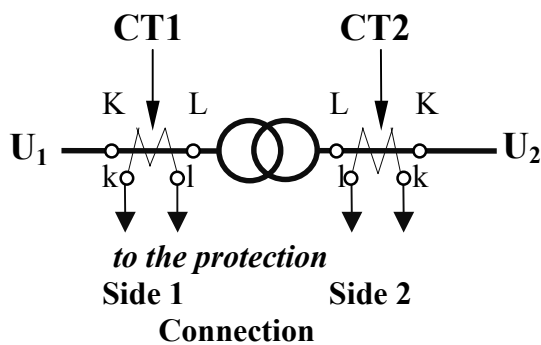 CT1 CT2
K L L K
U1 U2
k l l k
to the protection
Side 1 Side 2
Connection